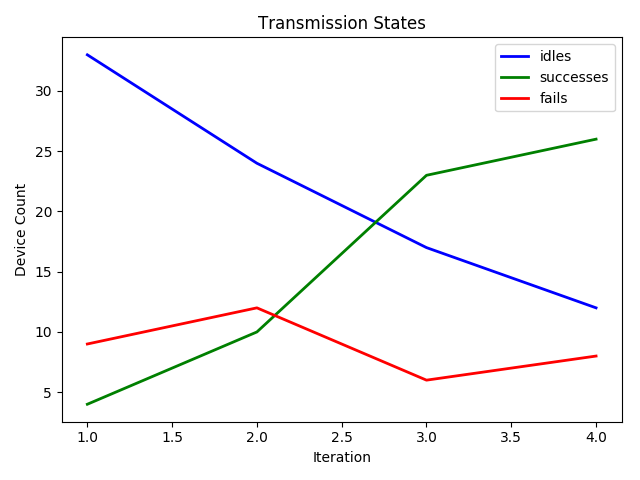 Transmission States
idles
successes
fails
Device Count
30
25
20
15
10
5
1.0 1.5 2.0 2.5 3.0 3.5 4.0
Iteration